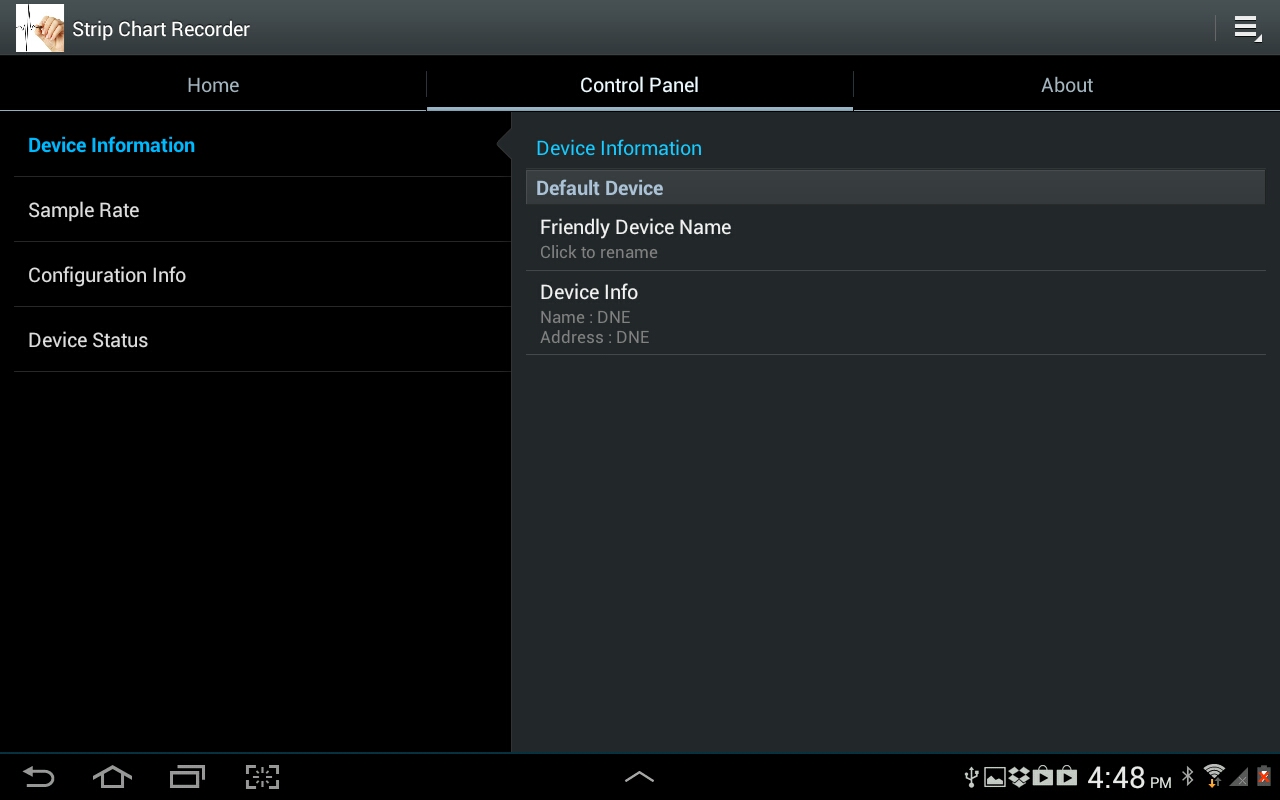 Strip Chart Recorder
Home
Control Panel
About
Device Information
Sample Rate
Configuration Info
Device Status
Device Information
Default Device
Friendly Device Name
Click to rename
Device Info
Name : DNE
Address : DNE
4:48 PM